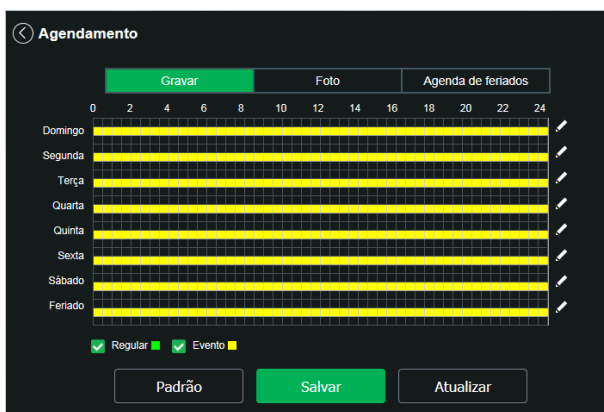 Agendamento
Gravar Foto Agenda de feriados
0 2 4 6 8 10 12 14 16 18 20 22 24
Domingo
Segunda
Terça
Quarta
Quinta
Sexta
Sábado
Feriado
Regular Evento
Padrão Salvar Atualizar